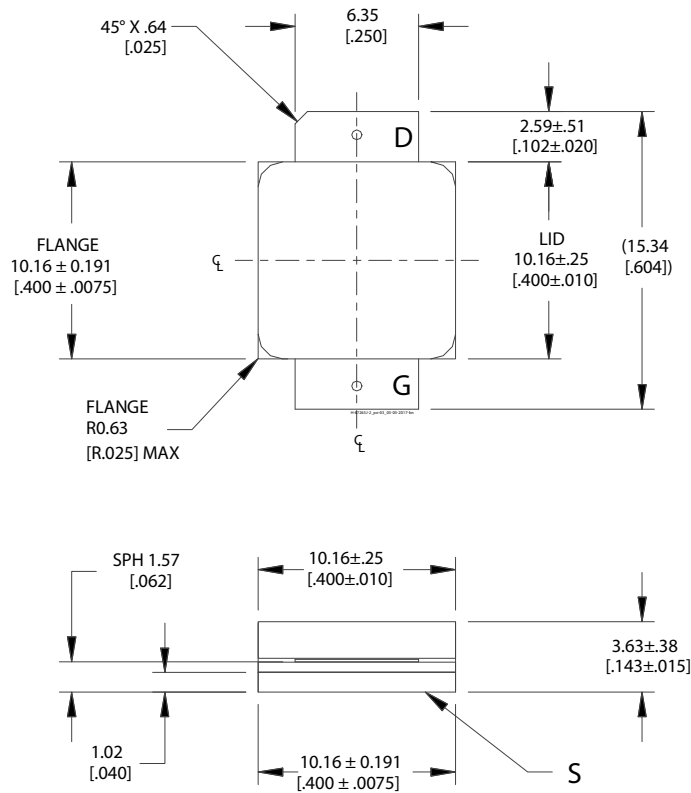 45° X .64
[.025]
6.35
[.250]
D
2.59±.51
[.102±.020]
FLANGE
10.16 ± 0.191
[.400 ± .0075]
℄
LID
10.16±.25
[.400±.010]
(15.34
[.604])
G
FLANGE
R0.63
[R.025] MAX
℄
SPH 1.57
[.062]
10.16±.25
[.400±.010]
3.63±.38
[.143±.015]
1.02
[.040]
10.16 ± 0.191
[.400 ± .0075]
S